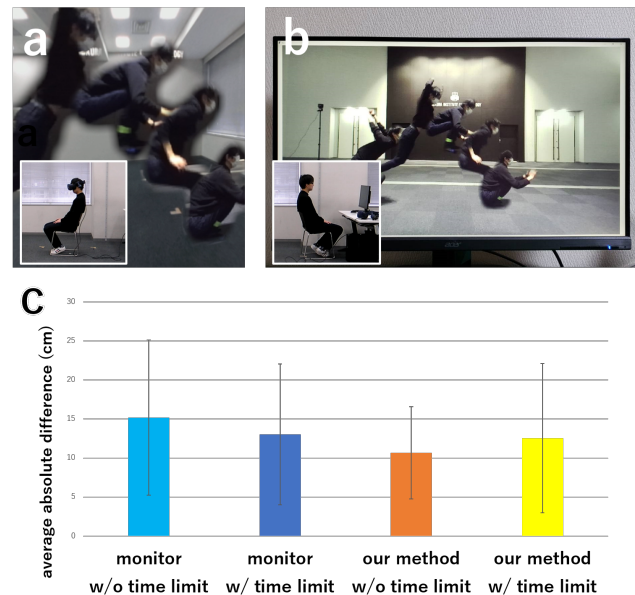 a
b
a
acer
C
average absolute difference (cm)
30
25
20
15
10
5
0
monitor
w/o time limit
monitor
w/ time limit
our method
w/o time limit
our method
w/ time limit